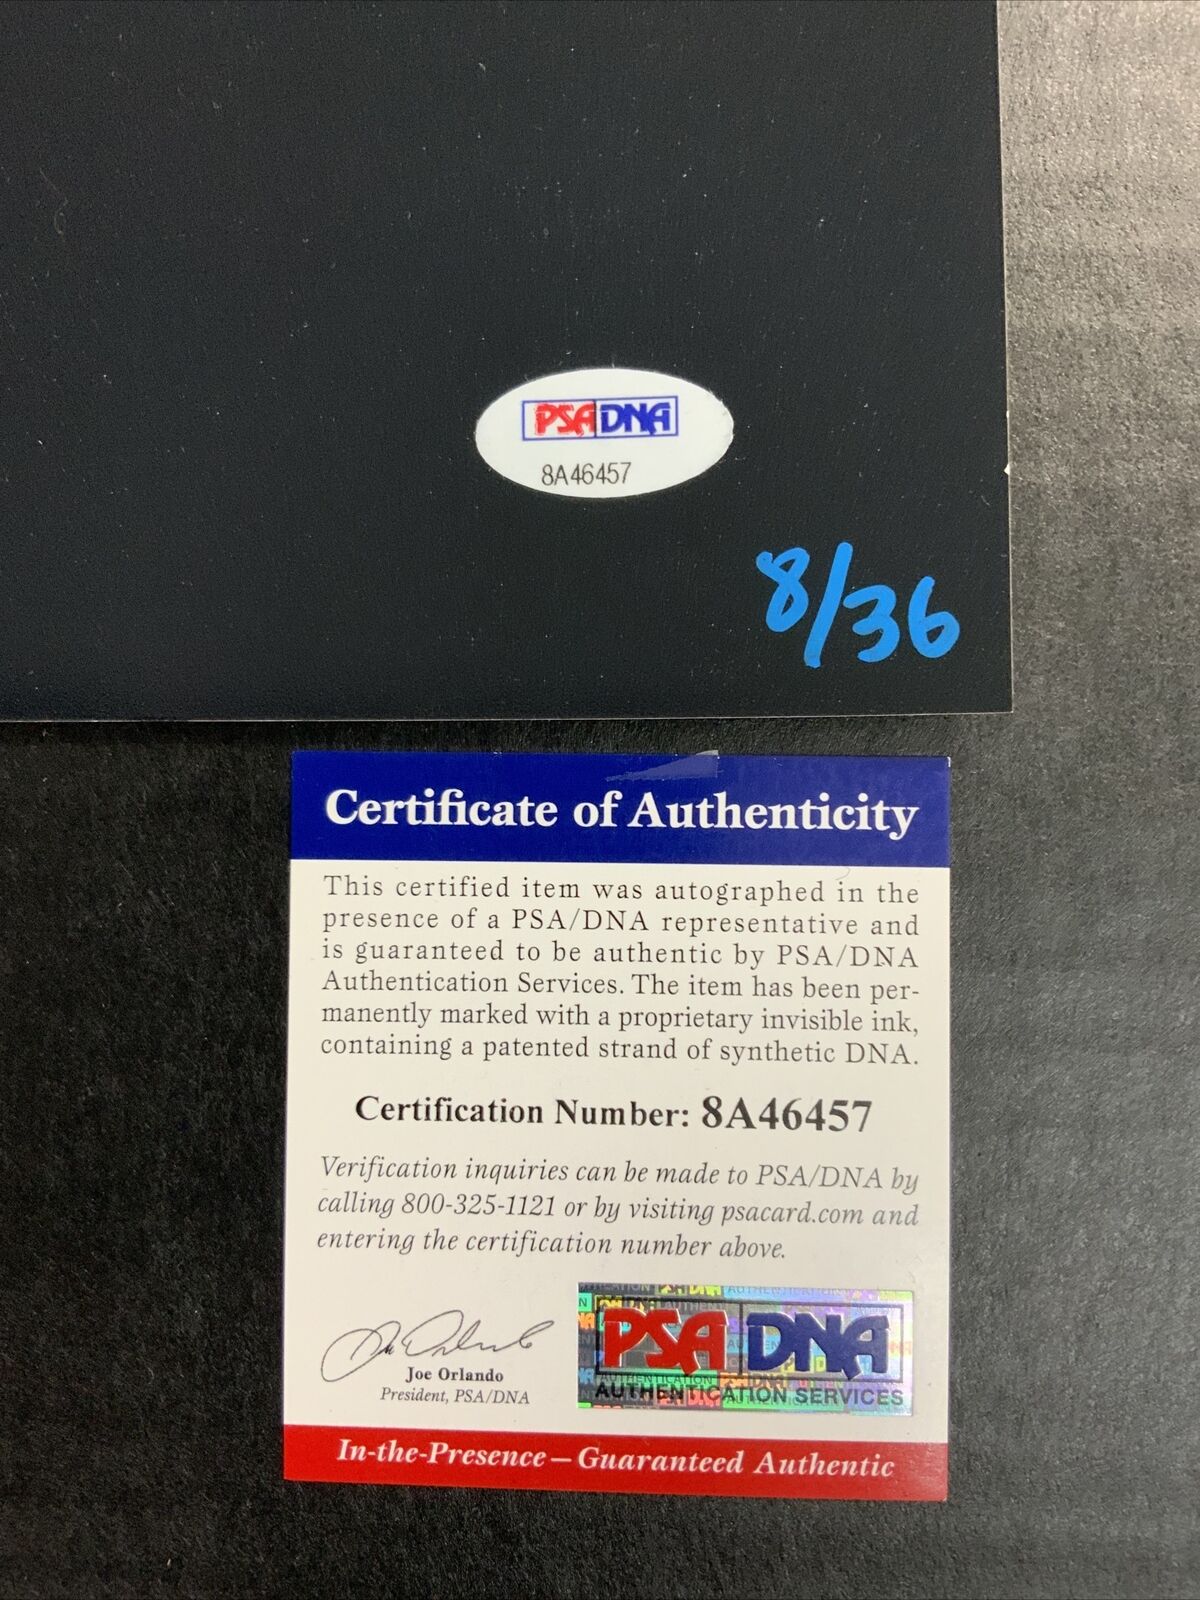 PSA DNA
8A46457
8/36
Certificate of Authenticity
This certified item was autographed in the
presence of a PSA/DNA representative and
is guaranteed to be authentic by PSA/DNA
Authentication Services. The item has been per-
manently marked with a proprietary invisible ink,
containing a patented strand of synthetic DNA.
Certification Number: 8A46457
Verification inquiries can be made to PSA/DNA by
calling 800-325-1121 or by visiting psacard.com and
entering the certification number above.
Joe Orlando
President, PSA/DNA
PSA DNA
AUTHENTICATION SERVICES
In-the-Presence — Guaranteed Authentic